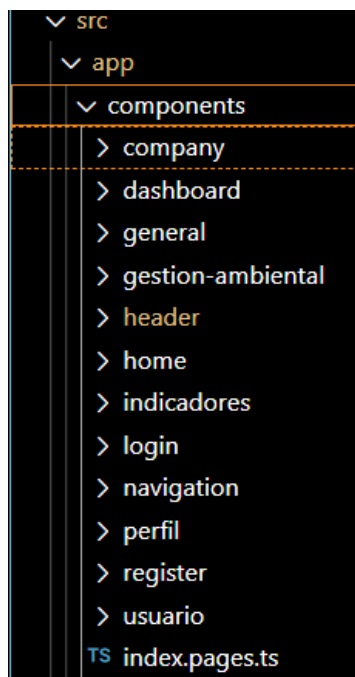 src
app
components
company
dashboard
general
gestion-ambiental
header
home
indicadores
login
navigation
perfil
register
usuario
TS index.pages.ts